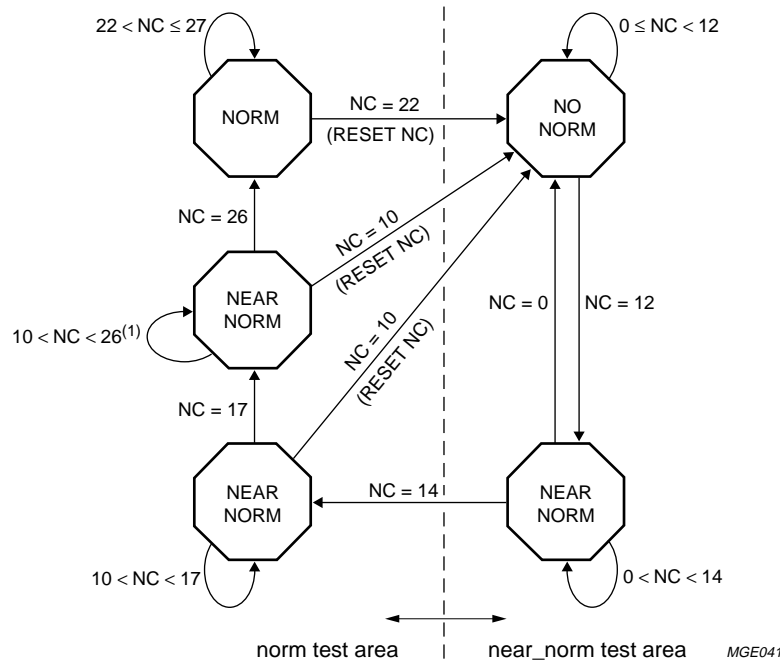 22 < NC ≤ 27
0 ≤ NC < 12
NORM
NC = 22
(RESET NC)
NO
NORM
NC = 26
NC = 10
(RESET NC)
NEAR
NORM
10 < NC < 26(1)
NC = 10
(RESET NC)
NC = 0
NC = 12
NC = 17
NEAR
NORM
NC = 14
NEAR
NORM
10 < NC < 17
0 < NC < 14
norm test area
near_norm test area
MGE041